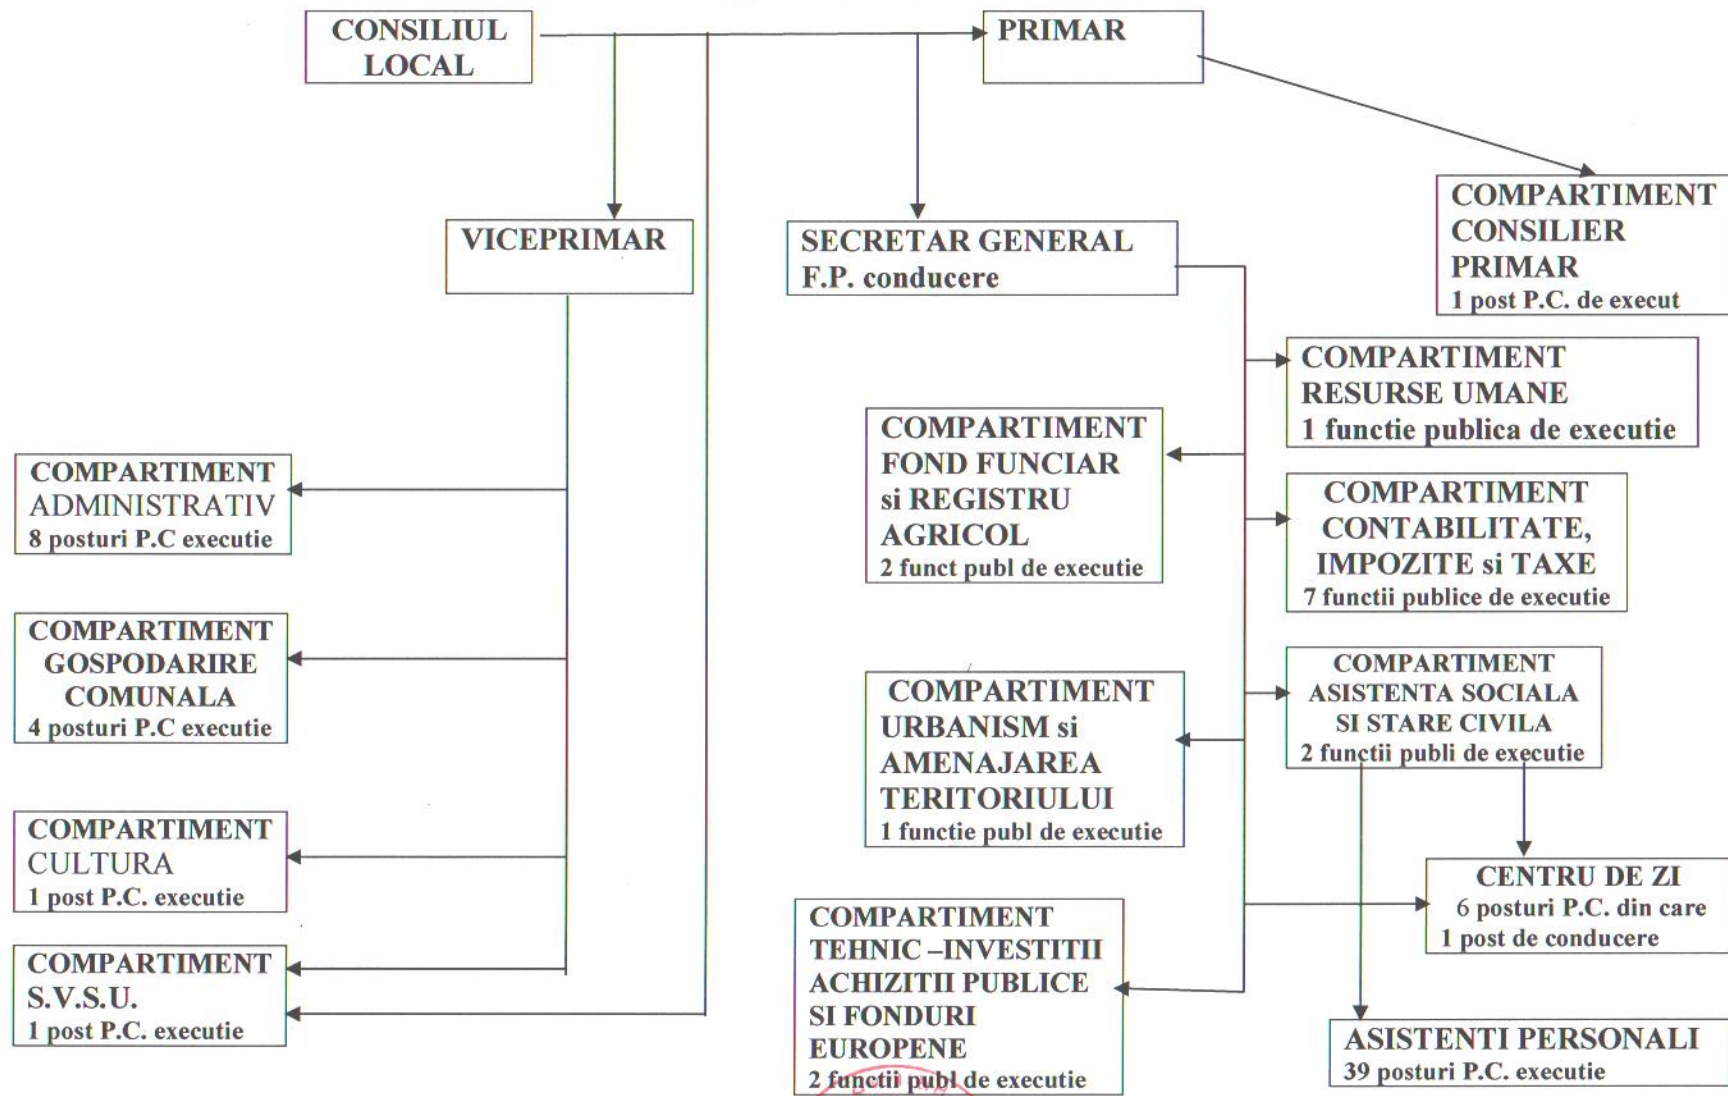 CONSILIUL
LOCAL
PRIMAR
VICEPRIMAR
SECRETAR GENERAL
F.P. conducere
COMPARTIMENT
CONSILIER
PRIMAR
1 post P.C. de execut
COMPARTIMENT
RESURSE UMANE
1 functie publica de executie
COMPARTIMENT
FOND FUNCIAR
si REGISTRU
AGRICOL
2 funct publ de executie
COMPARTIMENT
ADMINISTRATIV
8 posturi P.C executie
COMPARTIMENT
CONTABILITATE,
IMPOZITE si TAXE
7 functii publice de executie
COMPARTIMENT
GOSPODARIRE
COMUNALA
4 posturi P.C executie
COMPARTIMENT
URBANISM si
AMENAJAREA
TERITORIULUI
1 functie publ de executie
COMPARTIMENT
ASISTENTA SOCIALA
SI STARE CIVILA
2 functii publi de executie
COMPARTIMENT
CULTURA
1 post P.C. executie
CENTRU DE ZI
6 posturi P.C. din care
1 post de conducere
COMPARTIMENT
S.V.S.U.
1 post P.C. executie
COMPARTIMENT
TEHNIC –INVESTITII
ACHIZITII PUBLICE
SI FONDURI
EUROPENE
2 functii publ de executie
ASISTENTI PERSONALI
39 posturi P.C. executie